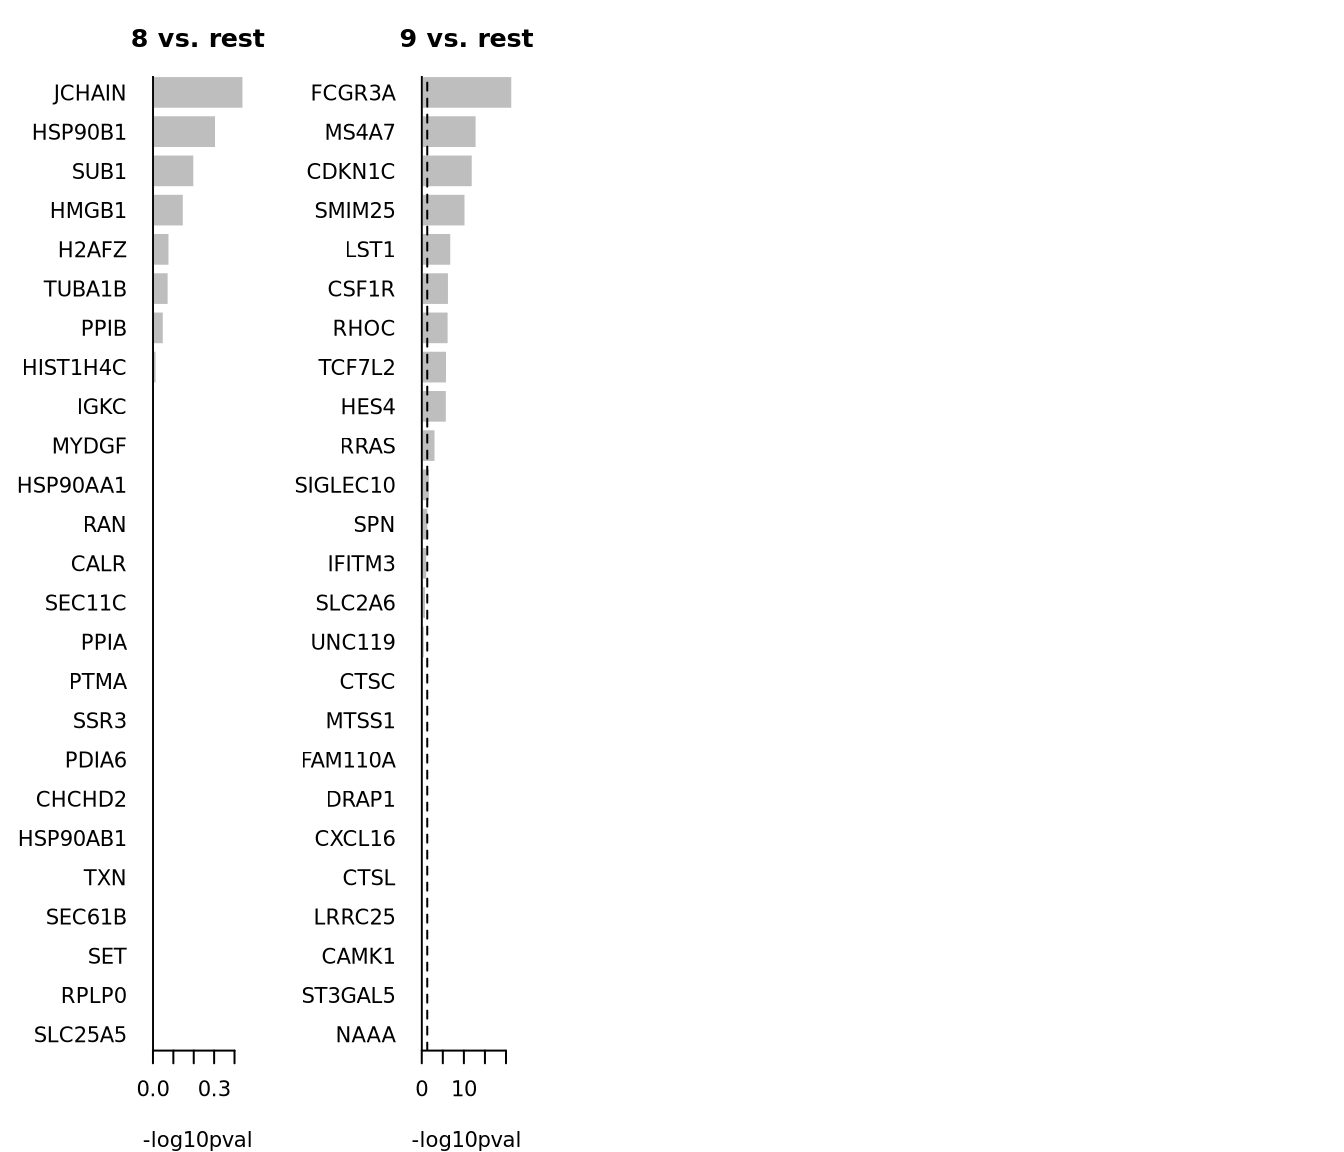 8 vs. rest
JCHAIN
HSP90B1
SUB1
HMGB1
H2AFZ
TUBA1B
PPIB
HIST1H4C
IGKC
MYDGF
HSP90AA1
RAN
CALR
SEC11C
PPIA
PTMA
SSR3
PDIA6
CHCHD2
HSP90AB1
TXN
SEC61B
SET
RPLP0
SLC25A5
0.0 0.3
-log10pval
9 vs. rest
FCGR3A
MS4A7
CDKN1C
SMIM25
LST1
CSF1R
RHOC
TCF7L2
HES4
RRAS
SIGLEC10
SPN
IFITM3
SLC2A6
UNC119
CTSC
MTSS1
FAM110A
DRAP1
CXCL16
CTSL
LRRC25
CAMK1
ST3GAL5
NAAA
0 10
-log10pval